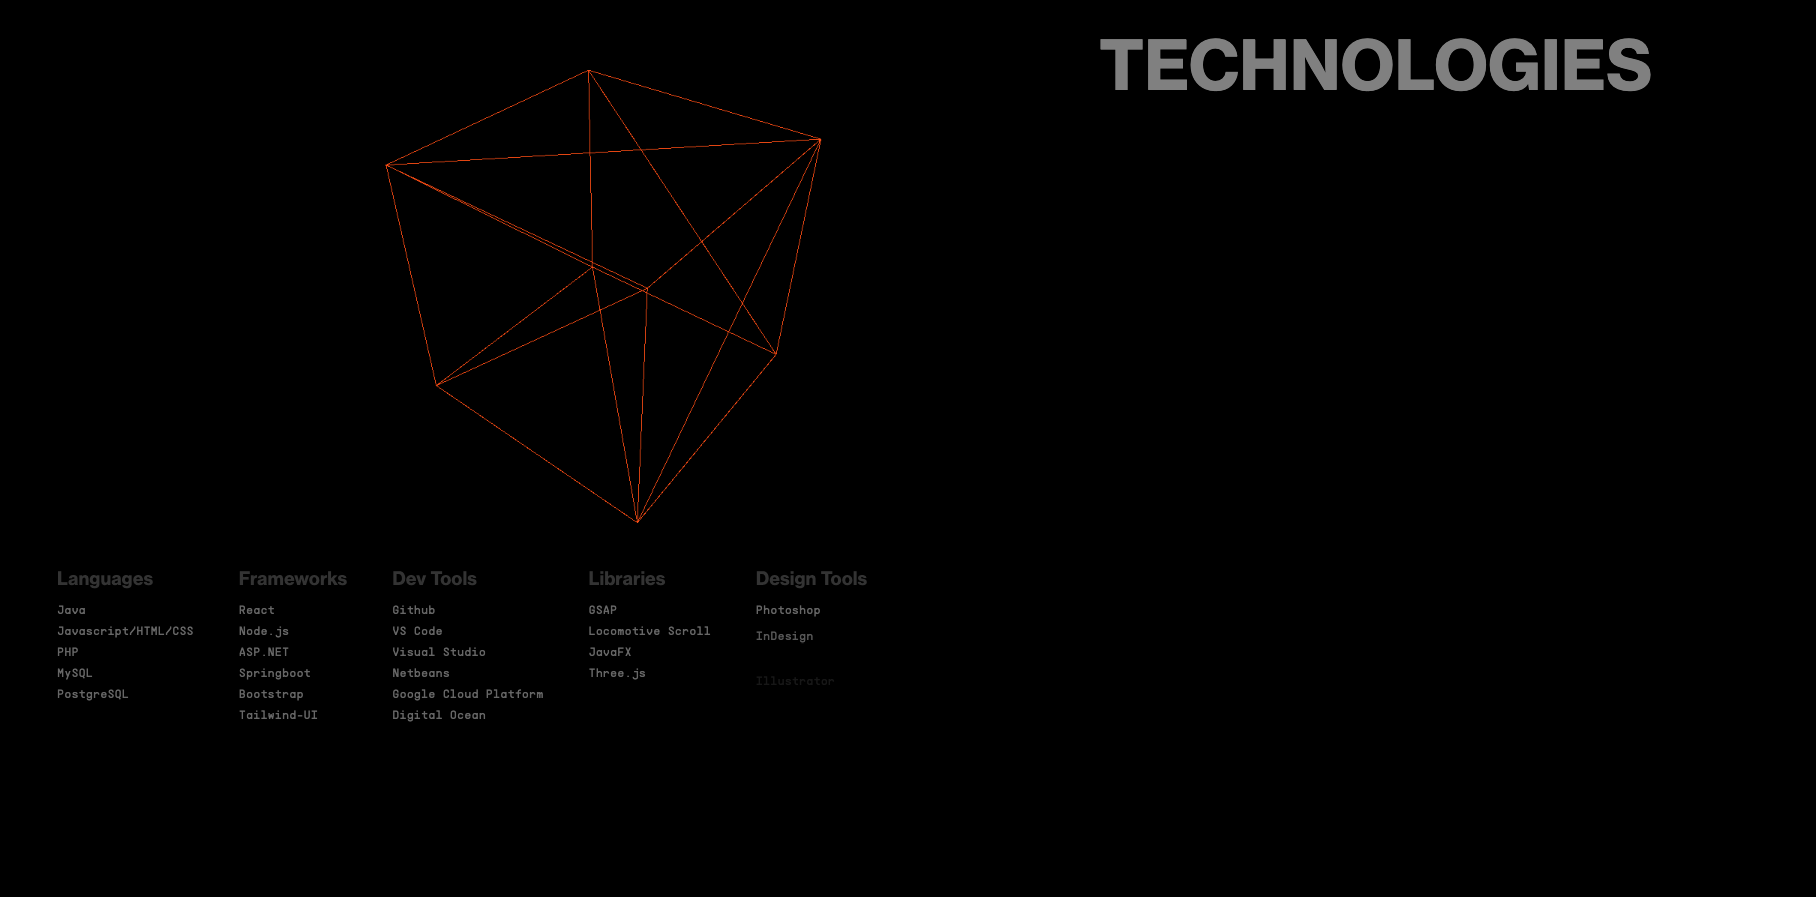 TECHNOLOGIES
Languages
Java
Javascript/HTML/CSS
PHP
MySQL
PostgreSQL
Frameworks
React
Node.js
ASP.NET
Springboot
Bootstrap
Tailwind-UI
Dev Tools
Github
VS Code
Visual Studio
Netbeans
Google Cloud Platform
Digital Ocean
Libraries
GSAP
Locomotive Scroll
JavaFX
Three.js
Design Tools
Photoshop
InDesign
Illustrator